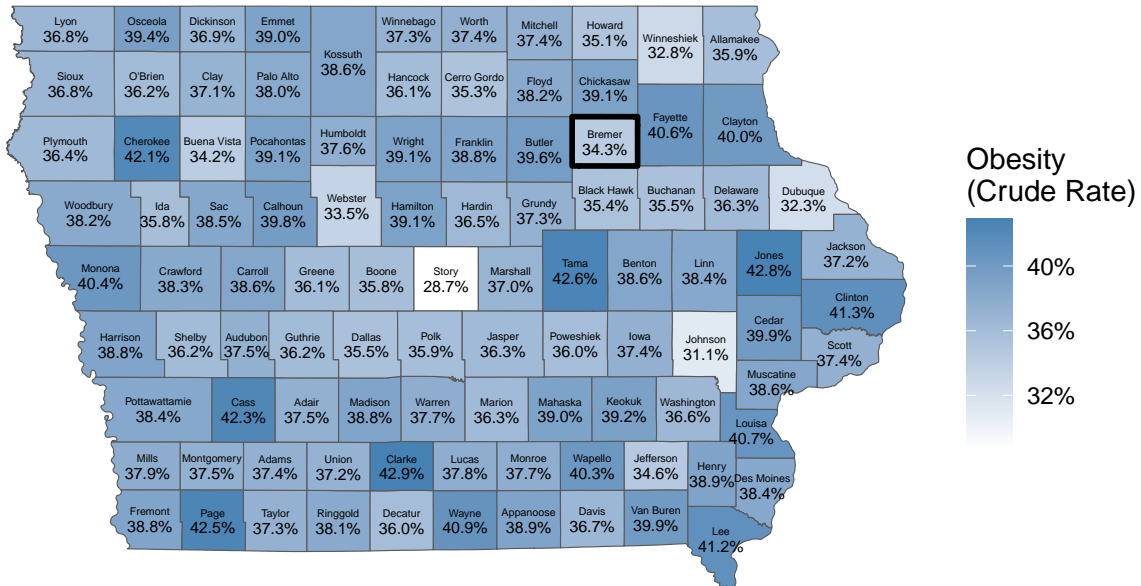 Lyon
36.8%
Osceola
39.4%
Dickinson
36.9%
Emmet
39.0%
Kossuth
38.6%
Winnebago
37.3%
Worth
37.4%
Mitchell
37.4%
Howard
35.1%
Winneshiek
32.8%
Allamakee
35.9%
Sioux
36.8%
O'Brien
36.2%
Clay
37.1%
Palo Alto
38.0%
Hancock
36.1%
Cerro Gordo
35.3%
Floyd
38.2%
Chickasaw
39.1%
Fayette
40.6%
Clayton
40.0%
Plymouth
36.4%
Cherokee
42.1%
Buena Vista
34.2%
Pocahontas
39.1%
Humboldt
37.6%
Wright
39.1%
Franklin
38.8%
Butler
39.6%
Bremer
34.3%
Woodbury
38.2%
Ida
35.8%
Sac
38.5%
Calhoun
39.8%
Webster
33.5%
Hamilton
39.1%
Hardin
36.5%
Grundy
37.3%
Black Hawk
35.4%
Buchanan
35.5%
Delaware
36.3%
Dubuque
32.3%
Monona
40.4%
Crawford
38.3%
Carroll
38.6%
Greene
36.1%
Boone
35.8%
Story
28.7%
Marshall
37.0%
Tama
42.6%
Benton
38.6%
Linn
38.4%
Jones
42.8%
Jackson
37.2%
Clinton
41.3%
Harrison
38.8%
Shelby
36.2%
Audubon
37.5%
Guthrie
36.2%
Dallas
35.5%
Polk
35.9%
Jasper
36.3%
Poweshiek
36.0%
Iowa
37.4%
Johnson
31.1%
Cedar
39.9%
Scott
37.4%
Muscatine
38.6%
Pottawattamie
38.4%
Cass
42.3%
Adair
37.5%
Madison
38.8%
Warren
37.7%
Marion
36.3%
Mahaska
39.0%
Keokuk
39.2%
Washington
36.6%
Louisa
40.7%
Mills
37.9%
Montgomery
37.5%
Adams
37.4%
Union
37.2%
Clarke
42.9%
Lucas
37.8%
Monroe
37.7%
Wapello
40.3%
Jefferson
34.6%
Henry
38.9%
Des Moines
38.4%
Fremont
38.8%
Page
42.5%
Taylor
37.3%
Ringgold
38.1%
Decatur
36.0%
Wayne
40.9%
Appanoose
38.9%
Davis
36.7%
Van Buren
39.9%
Lee
41.2%
Obesity
(Crude Rate)
40%
36%
32%